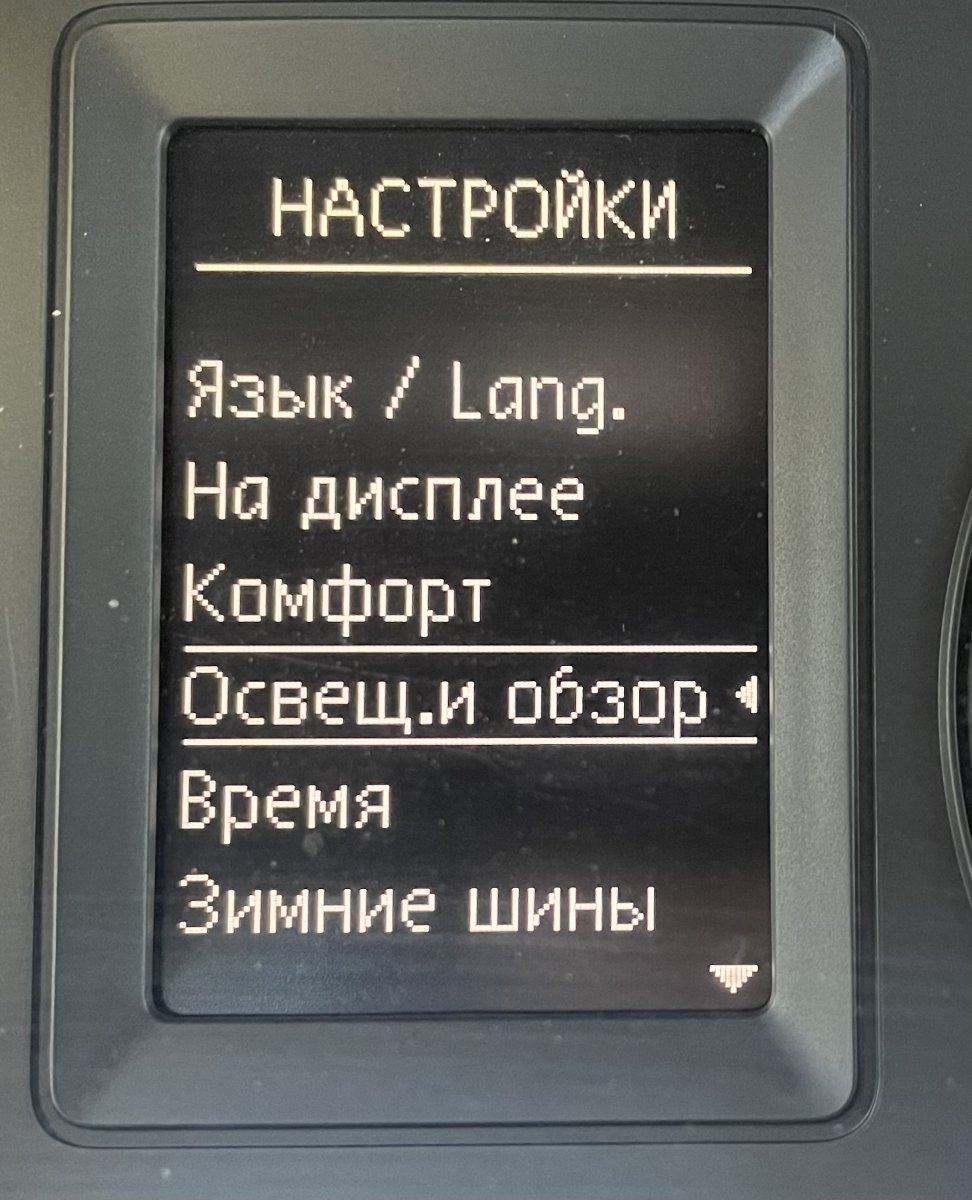 НАСТРОЙКИ
Язык / Lang.
На дисплее
Комфорт
Освещ.и обзор
Время
Зимние шины